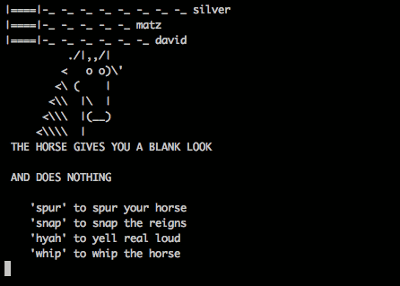 |====|-_ -_ -_ -_ -_ -_ -_ -_ silver
|====|-_ -_ -_ -_ -_ matz
|====|-_ -_ -_ -_ -_ -_ david
THE HORSE GIVES YOU A BLANK LOOK
AND DOES NOTHING
'spur' to spur your horse
'snap' to snap the reigns
'hyah' to yell real loud
'whip' to whip the horse